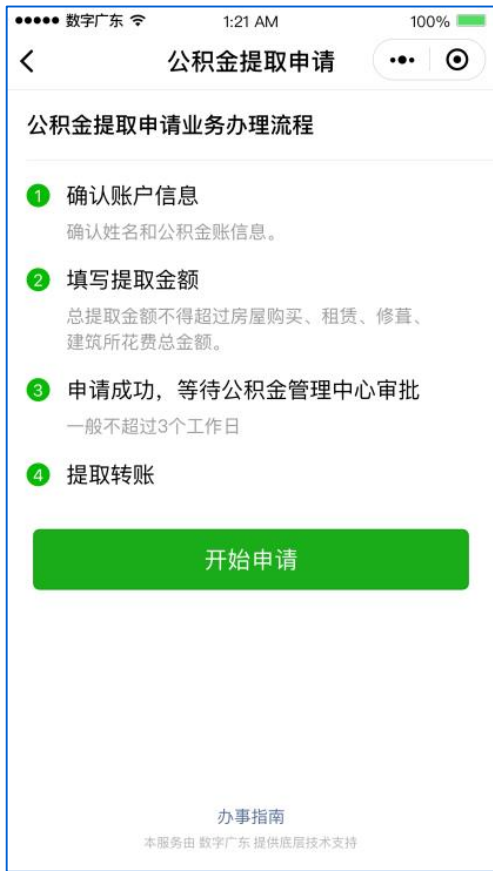 数字广东 1:21 AM 100%
公积金提取申请
公积金提取申请业务办理流程
1 确认账户信息
确认姓名和公积金账信息。
2 填写提取金额
总提取金额不得超过房屋购买、租赁、修葺、
建筑所花费总金额。
3 申请成功，等待公积金管理中心审批
一般不超过3个工作日
4 提取转账
开始申请
办事指南
本服务由 数字广东 提供底层技术支持